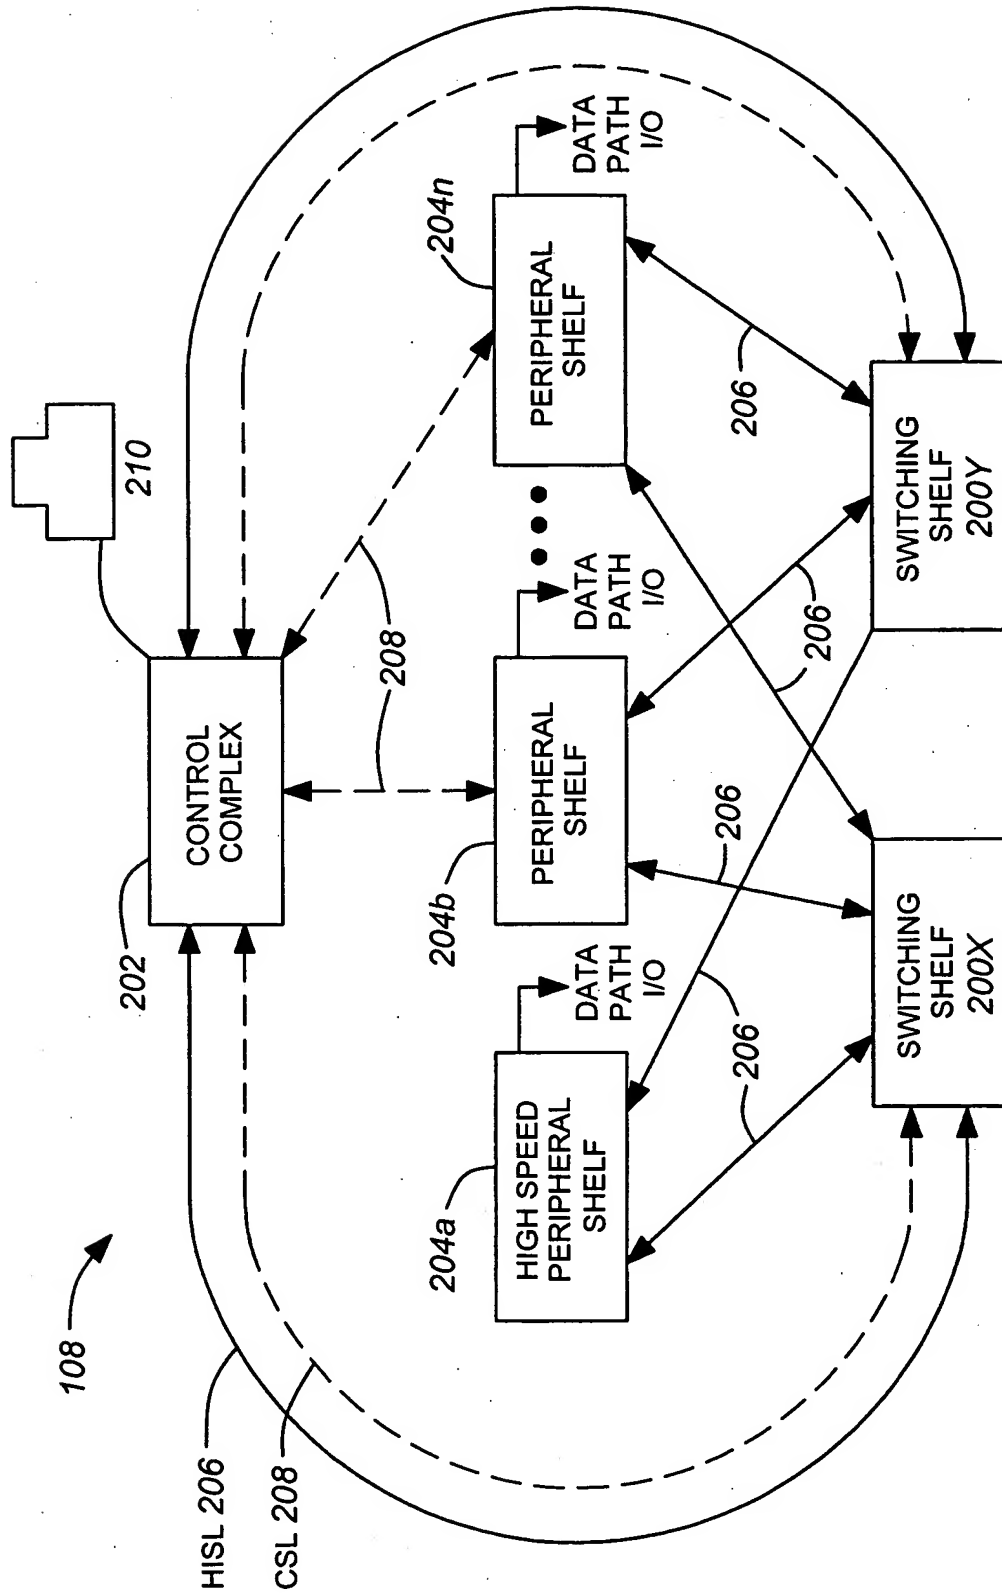 108
HISL 206
CSL 208
202
CONTROL
COMPLEX
210
208
204a
HIGH SPEED
PERIPHERAL
SHELF
DATA
PATH
I/O
204b
PERIPHERAL
SHELF
DATA
PATH
I/O
204n
PERIPHERAL
SHELF
DATA
PATH
I/O
206
206
206
206
SWITCHING
SHELF
200X
SWITCHING
SHELF
200Y